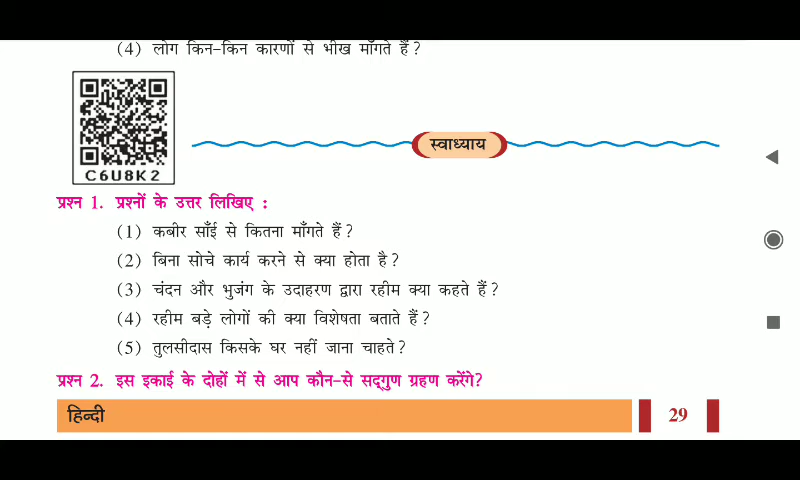 (4) लोग किन-किन कारणों से भीख माँगते हैं ?
C6U8K2
स्वाध्याय
प्रश्न 1. प्रश्नों के उत्तर लिखिए :
(1) कबीर साँई से कितना माँगते हैं ?
(2) बिना सोचे कार्य करने से क्या होता है ?
(3) चंदन और भुजंग के उदाहरण द्वारा रहीम क्या कहते हैं ?
(4) रहीम बड़े लोगों की क्या विशेषता बताते हैं ?
(5) तुलसीदास किसके घर नहीं जाना चाहते ?
प्रश्न 2. इस इकाई के दोहों में से आप कौन-से सद्‌गुण ग्रहण करेंगे?
हिन्दी
29